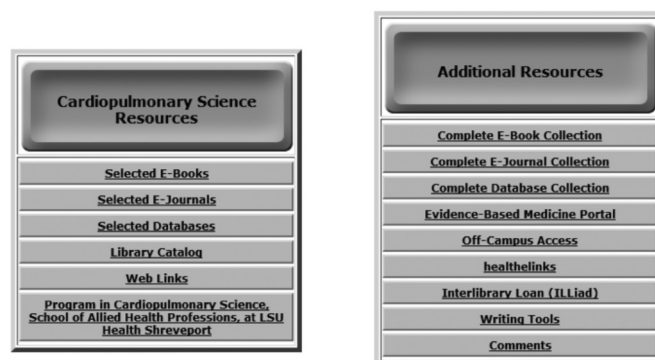 Cardiopulmonary Science
Resources
Selected E-Books
Selected E-Journals
Selected Databases
Library Catalog
Web Links
Program in Cardiopulmonary Science,
School of Allied Health Professions, at LSU
Health Shreveport
Additional Resources
Complete E-Book Collection
Complete E-Journal Collection
Complete Database Collection
Evidence-Based Medicine Portal
Off-Campus Access
healthelinks
Interlibrary Loan (ILLiad)
Writing Tools
Comments